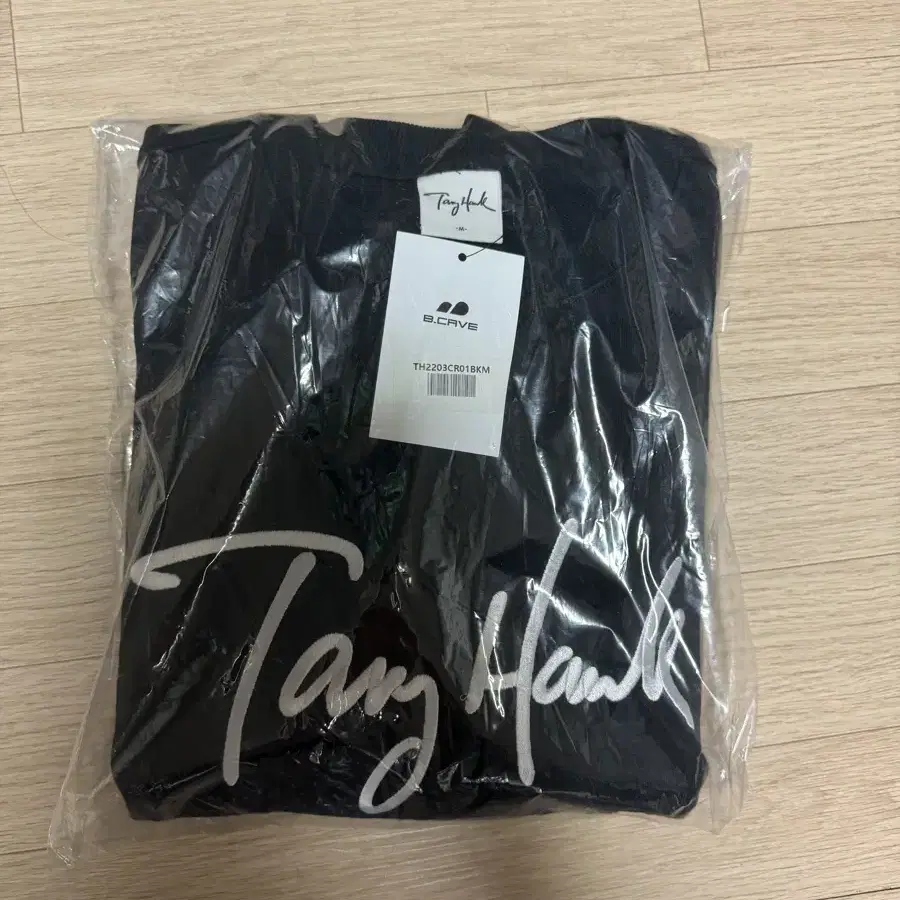 Tony Hawk
-M-
B.CAVE
TH2203CR01BKM
Tony Hawk